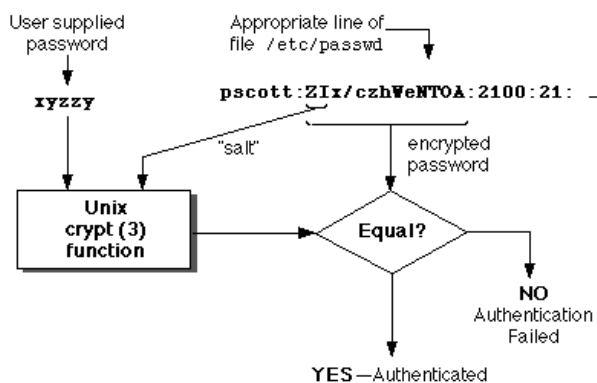 User supplied
password
Appropriate line of
file /etc/passwd
xyzzy
pscott:ZIx/czhWeNTOA:2100:21: …
"salt"
encrypted
password
Unix
crypt (3)
function
Equal?
NO
Authentication
Failed
YES—Authenticated